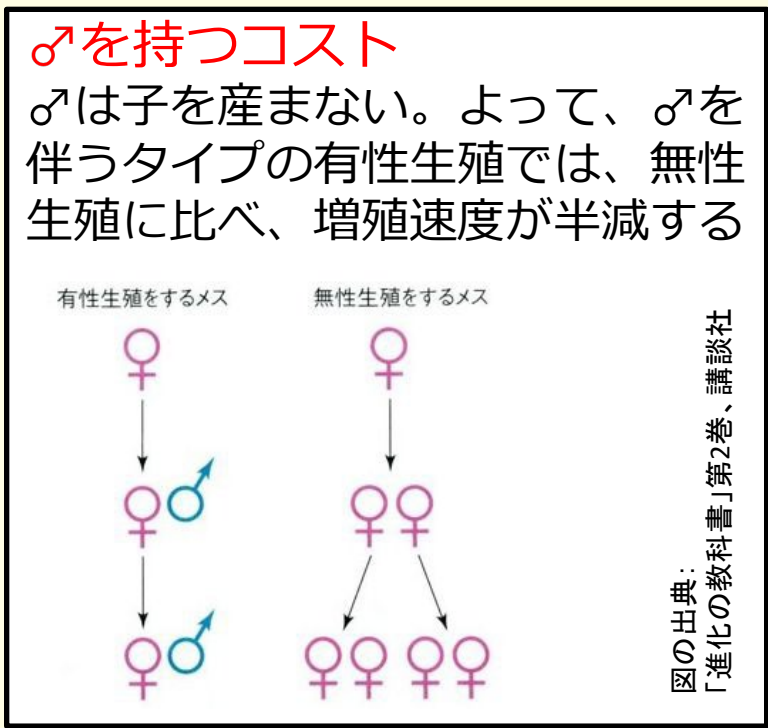 ♂を持つコスト
♂は子を産まない。よって、♂を
伴うタイプの有性生殖では、無性
生殖に比べ、増殖速度が半減する
有性生殖をするメス
無性生殖をするメス
図の出典：
「進化の教科書」第2巻、講談社